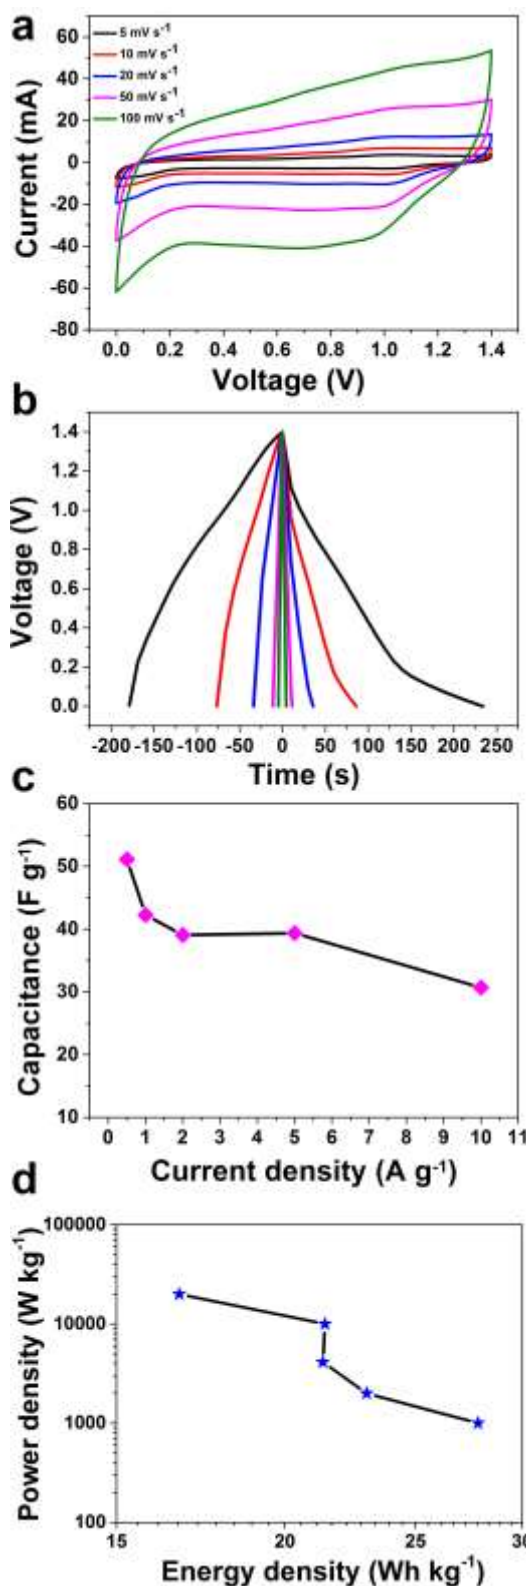 a
5 mV s⁻¹
10 mV s⁻¹
20 mV s⁻¹
50 mV s⁻¹
100 mV s⁻¹
60
40
20
0
-20
-40
-60
-80
Current (mA)
0.0 0.2 0.4 0.6 0.8 1.0 1.2 1.4
Voltage (V)
b
1.4
1.2
1.0
0.8
0.6
0.4
0.2
0.0
Voltage (V)
-200 -150 -100 -50 0 50 100 150 200 250
Time (s)
c
60
50
40
30
20
10
Capacitance (F g⁻¹)
0 1 2 3 4 5 6 7 8 9 10 11
Current density (A g⁻¹)
d
100000
10000
1000
100
Power density (W kg⁻¹)
15 20 25 30
Energy density (Wh kg⁻¹)